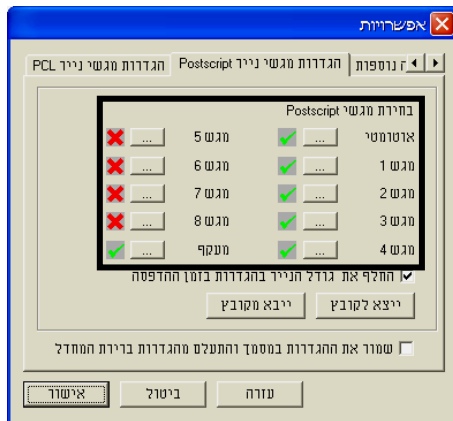 אפשרויות
ה נוספות הגדרות מגשי נייר Postscript הגדרות מגשי נייר PCL
בחירת מגשי Postscript
אוטומטי ... מגש 5 ...
מגש 1 ... מגש 6 ...
מגש 2 ... מגש 7 ...
מגש 3 ... מגש 8 ...
מגש 4 ... מעקף ...
החלף את גודל הנייר בהגדרות בזמן ההדפסה
ייצא לקובץ ייבא מקובץ
שמור את ההגדרות במסמך והתעלם מהגדרות ברירת המחדל
עזרה ביטול אישור